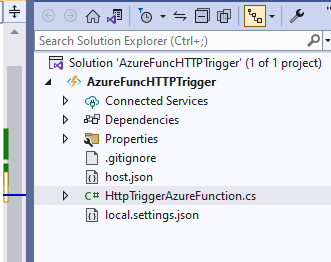 Search Solution Explorer (Ctrl+;)
Solution 'AzureFuncHTTPTrigger' (1 of 1 project)
AzureFuncHTTPTrigger
Connected Services
Dependencies
Properties
.gitignore
host.json
C# HttpTriggerAzureFunction.cs
local.settings.json